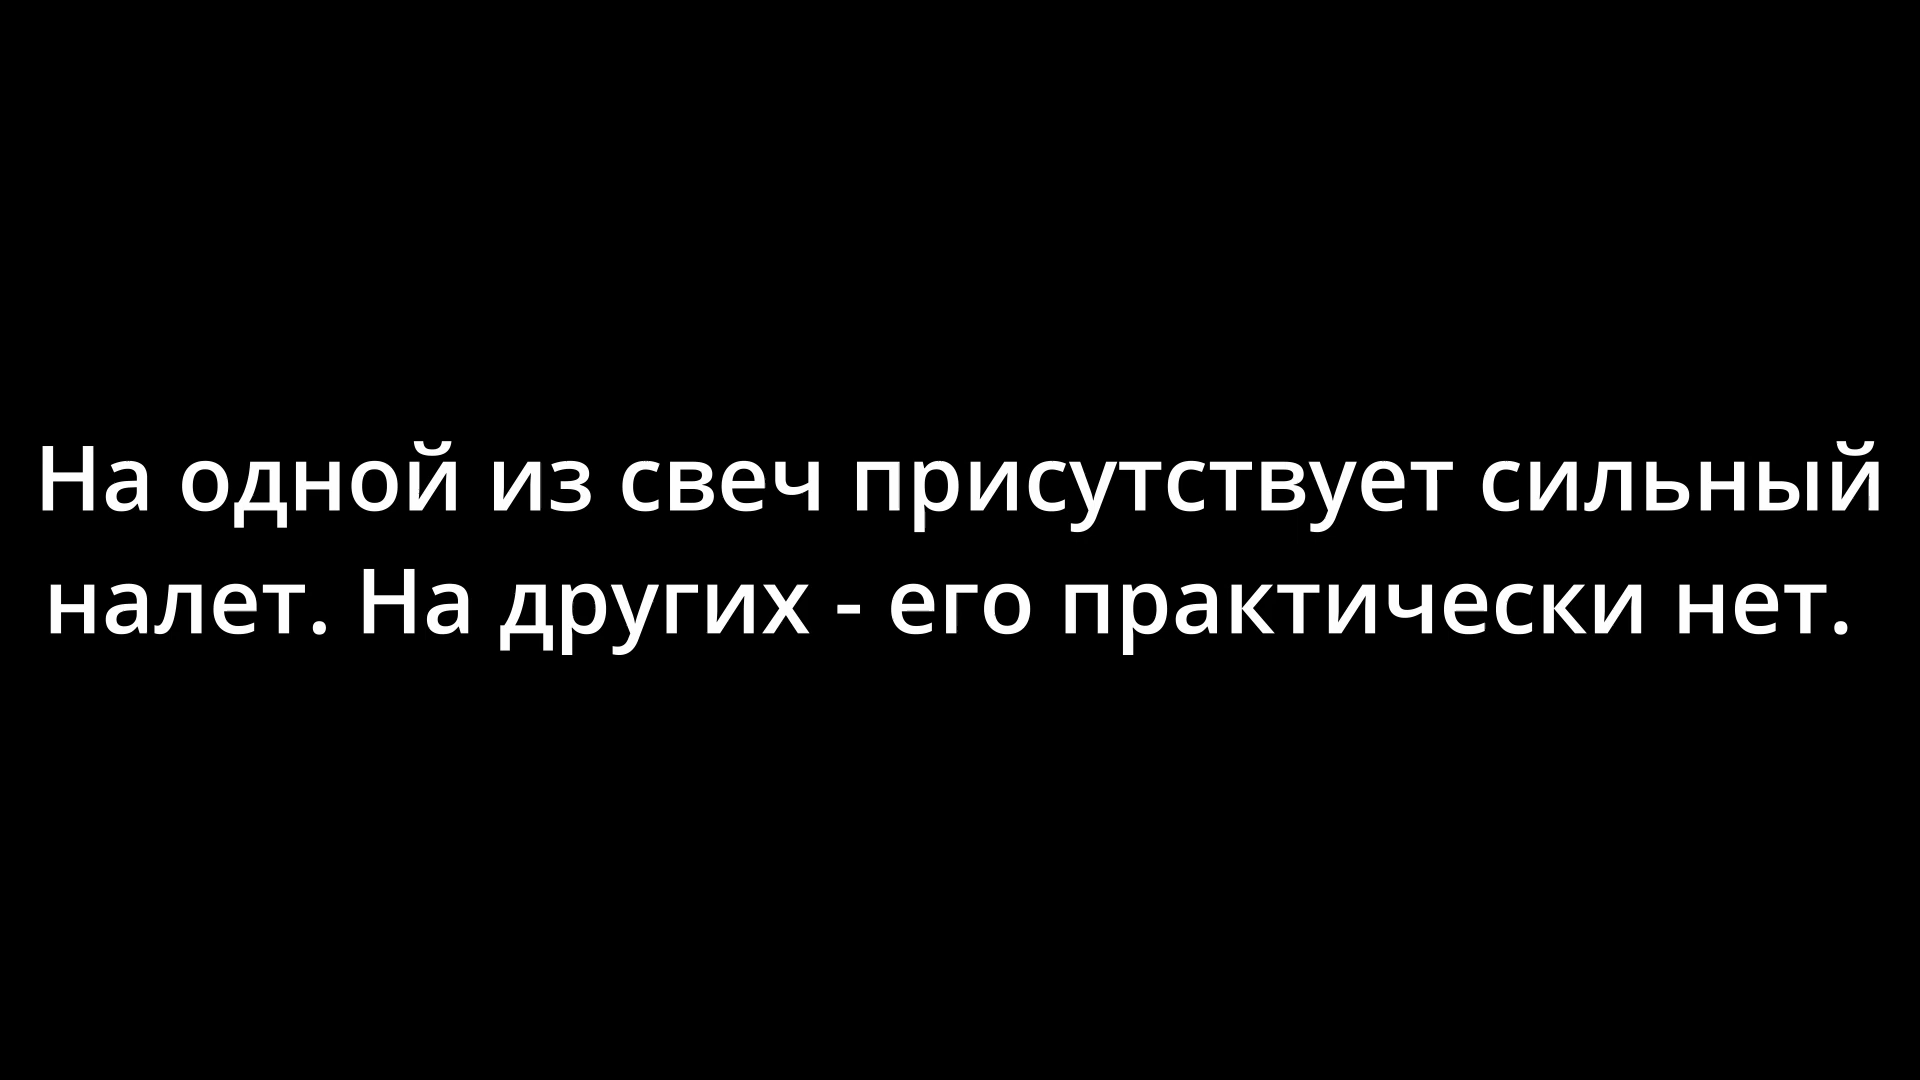 На одной из свеч присутствует сильный
налет. На других - его практически нет.